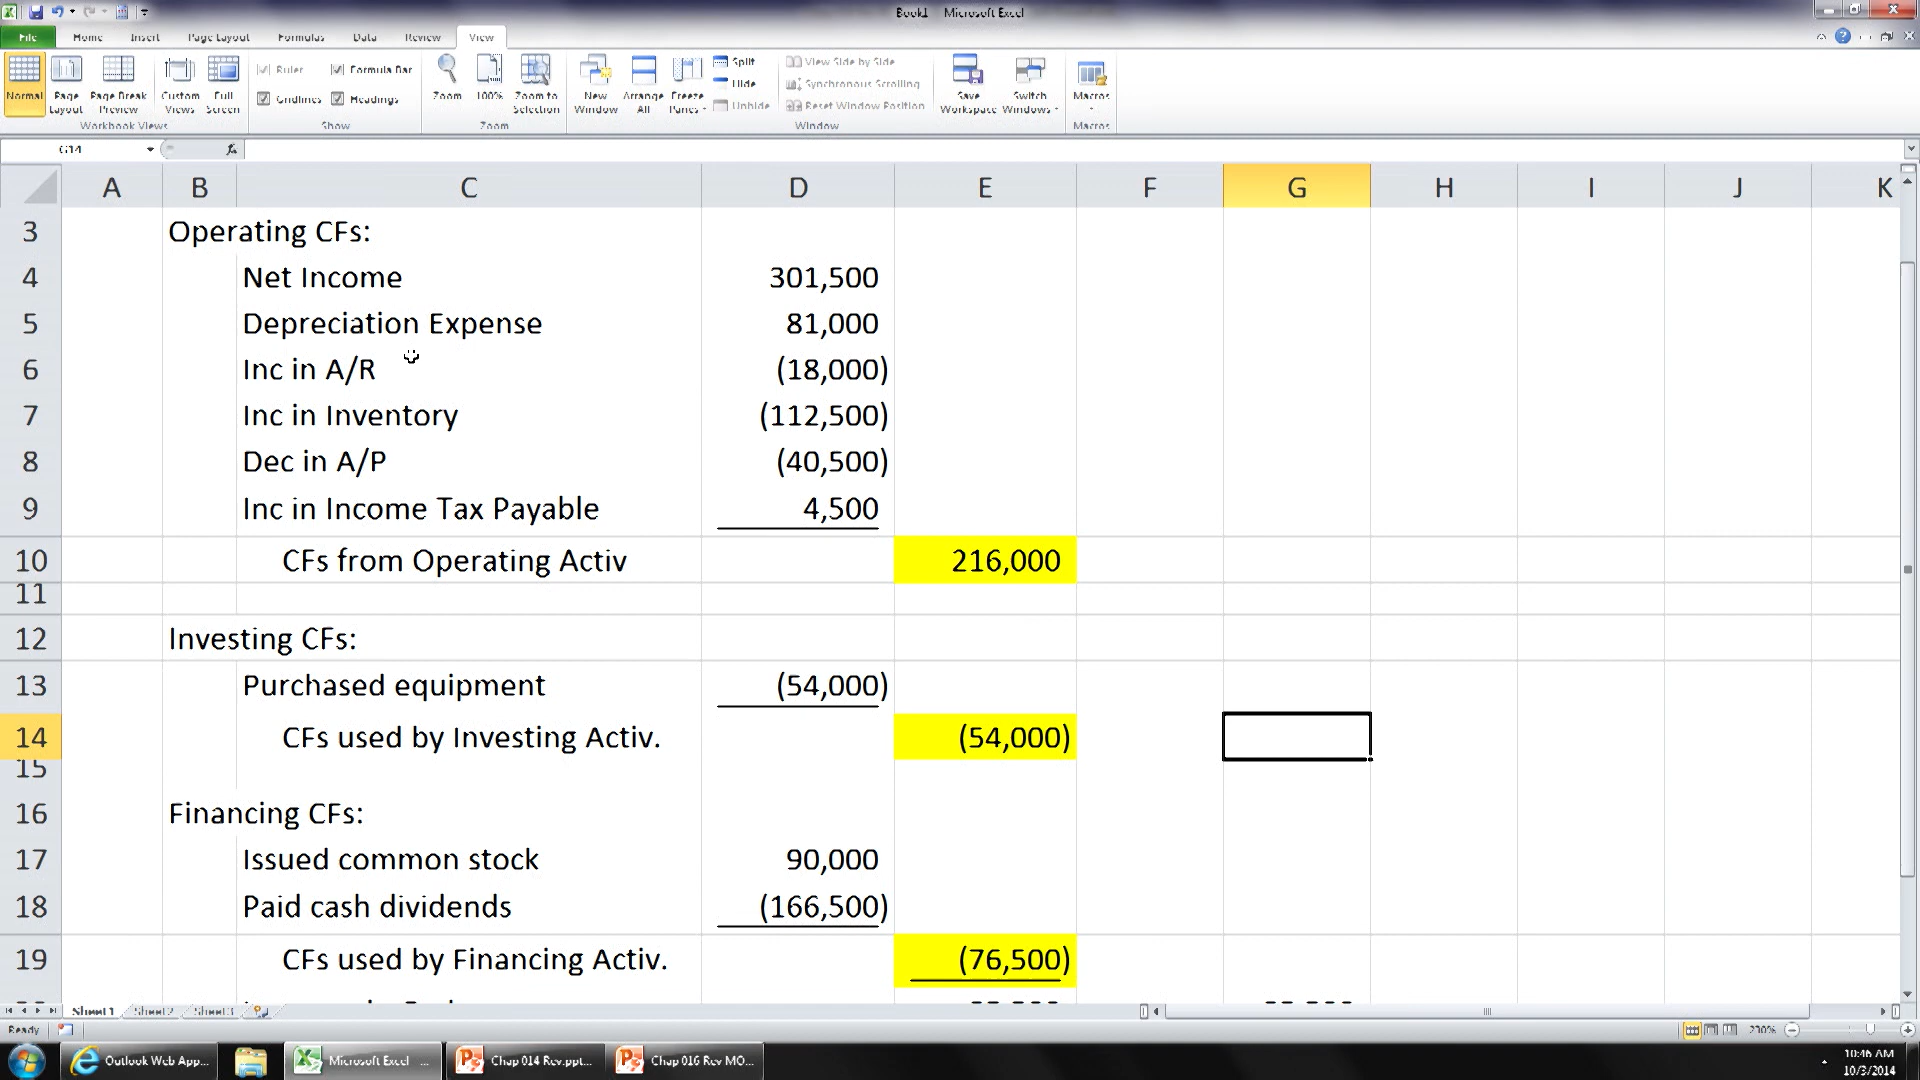 Book1 Microsoft Excel
File Home Insert Page Layout Formulas Data Review View
Normal Page Layout Page Break Preview Custom Views Full Screen
Workbook Views
Ruler Formula Bar
Gridlines Headings
Show
Zoom 100% Zoom to Selection
Zoom
New Window Arrange All Freeze Panes
Split
Hide
Unhide
View Side by Side
Synchronous Scrolling
Reset Window Position
Window
Save Workspace Switch Windows
Macros
Macros
G14 fx
A B C D E F G H I J K
3 Operating CFs:
4 Net Income 301,500
5 Depreciation Expense 81,000
6 Inc in A/R (18,000)
7 Inc in Inventory (112,500)
8 Dec in A/P (40,500)
9 Inc in Income Tax Payable 4,500
10 CFs from Operating Activ 216,000
11
12 Investing CFs:
13 Purchased equipment (54,000)
14 CFs used by Investing Activ. (54,000)
15
16 Financing CFs:
17 Issued common stock 90,000
18 Paid cash dividends (166,500)
19 CFs used by Financing Activ. (76,500)
Sheet1 Sheet2 Sheet3
Ready 230%
Outlook Web App... Microsoft Excel ... Chap 014 Rev.ppt... Chap 016 Rev MO...
10:46 AM
10/3/2014